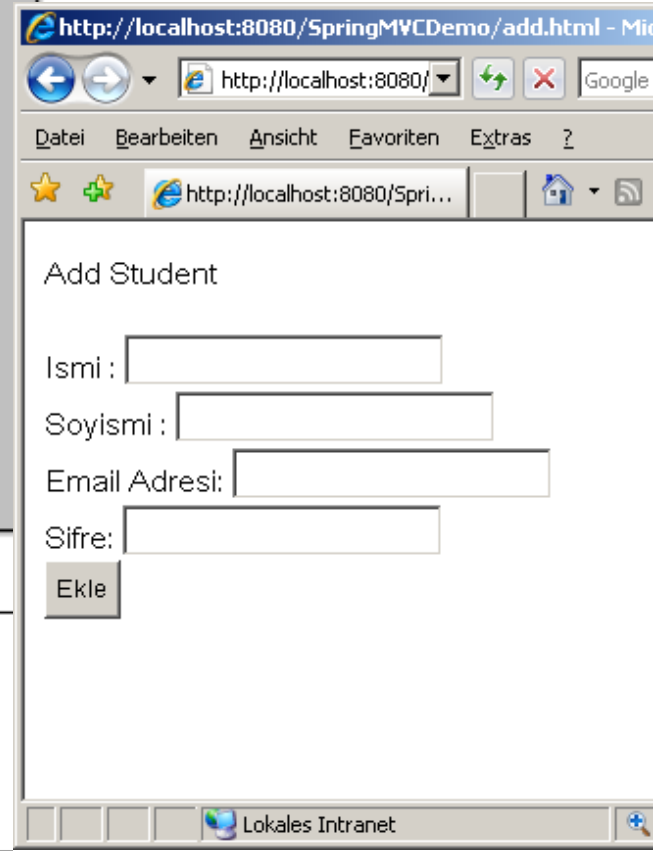 http://localhost:8080/SpringMVCDemo/add.html - Mic
http://localhost:8080/ Google
Datei Bearbeiten Ansicht Favoriten Extras ?
http://localhost:8080/Spri...
Add Student
Ismi :
Soyismi :
Email Adresi:
Sifre:
Ekle
Lokales Intranet